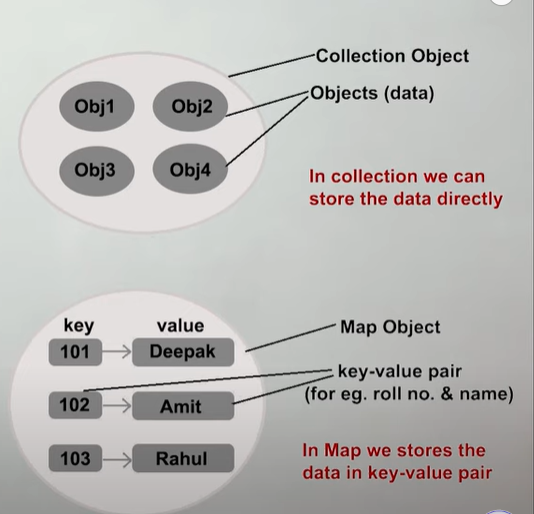 Collection Object
Obj1 Obj2
Objects (data)
Obj3 Obj4
In collection we can
store the data directly
key value
101 Deepak
Map Object
102 Amit
key-value pair
(for eg. roll no. & name)
103 Rahul
In Map we stores the
data in key-value pair